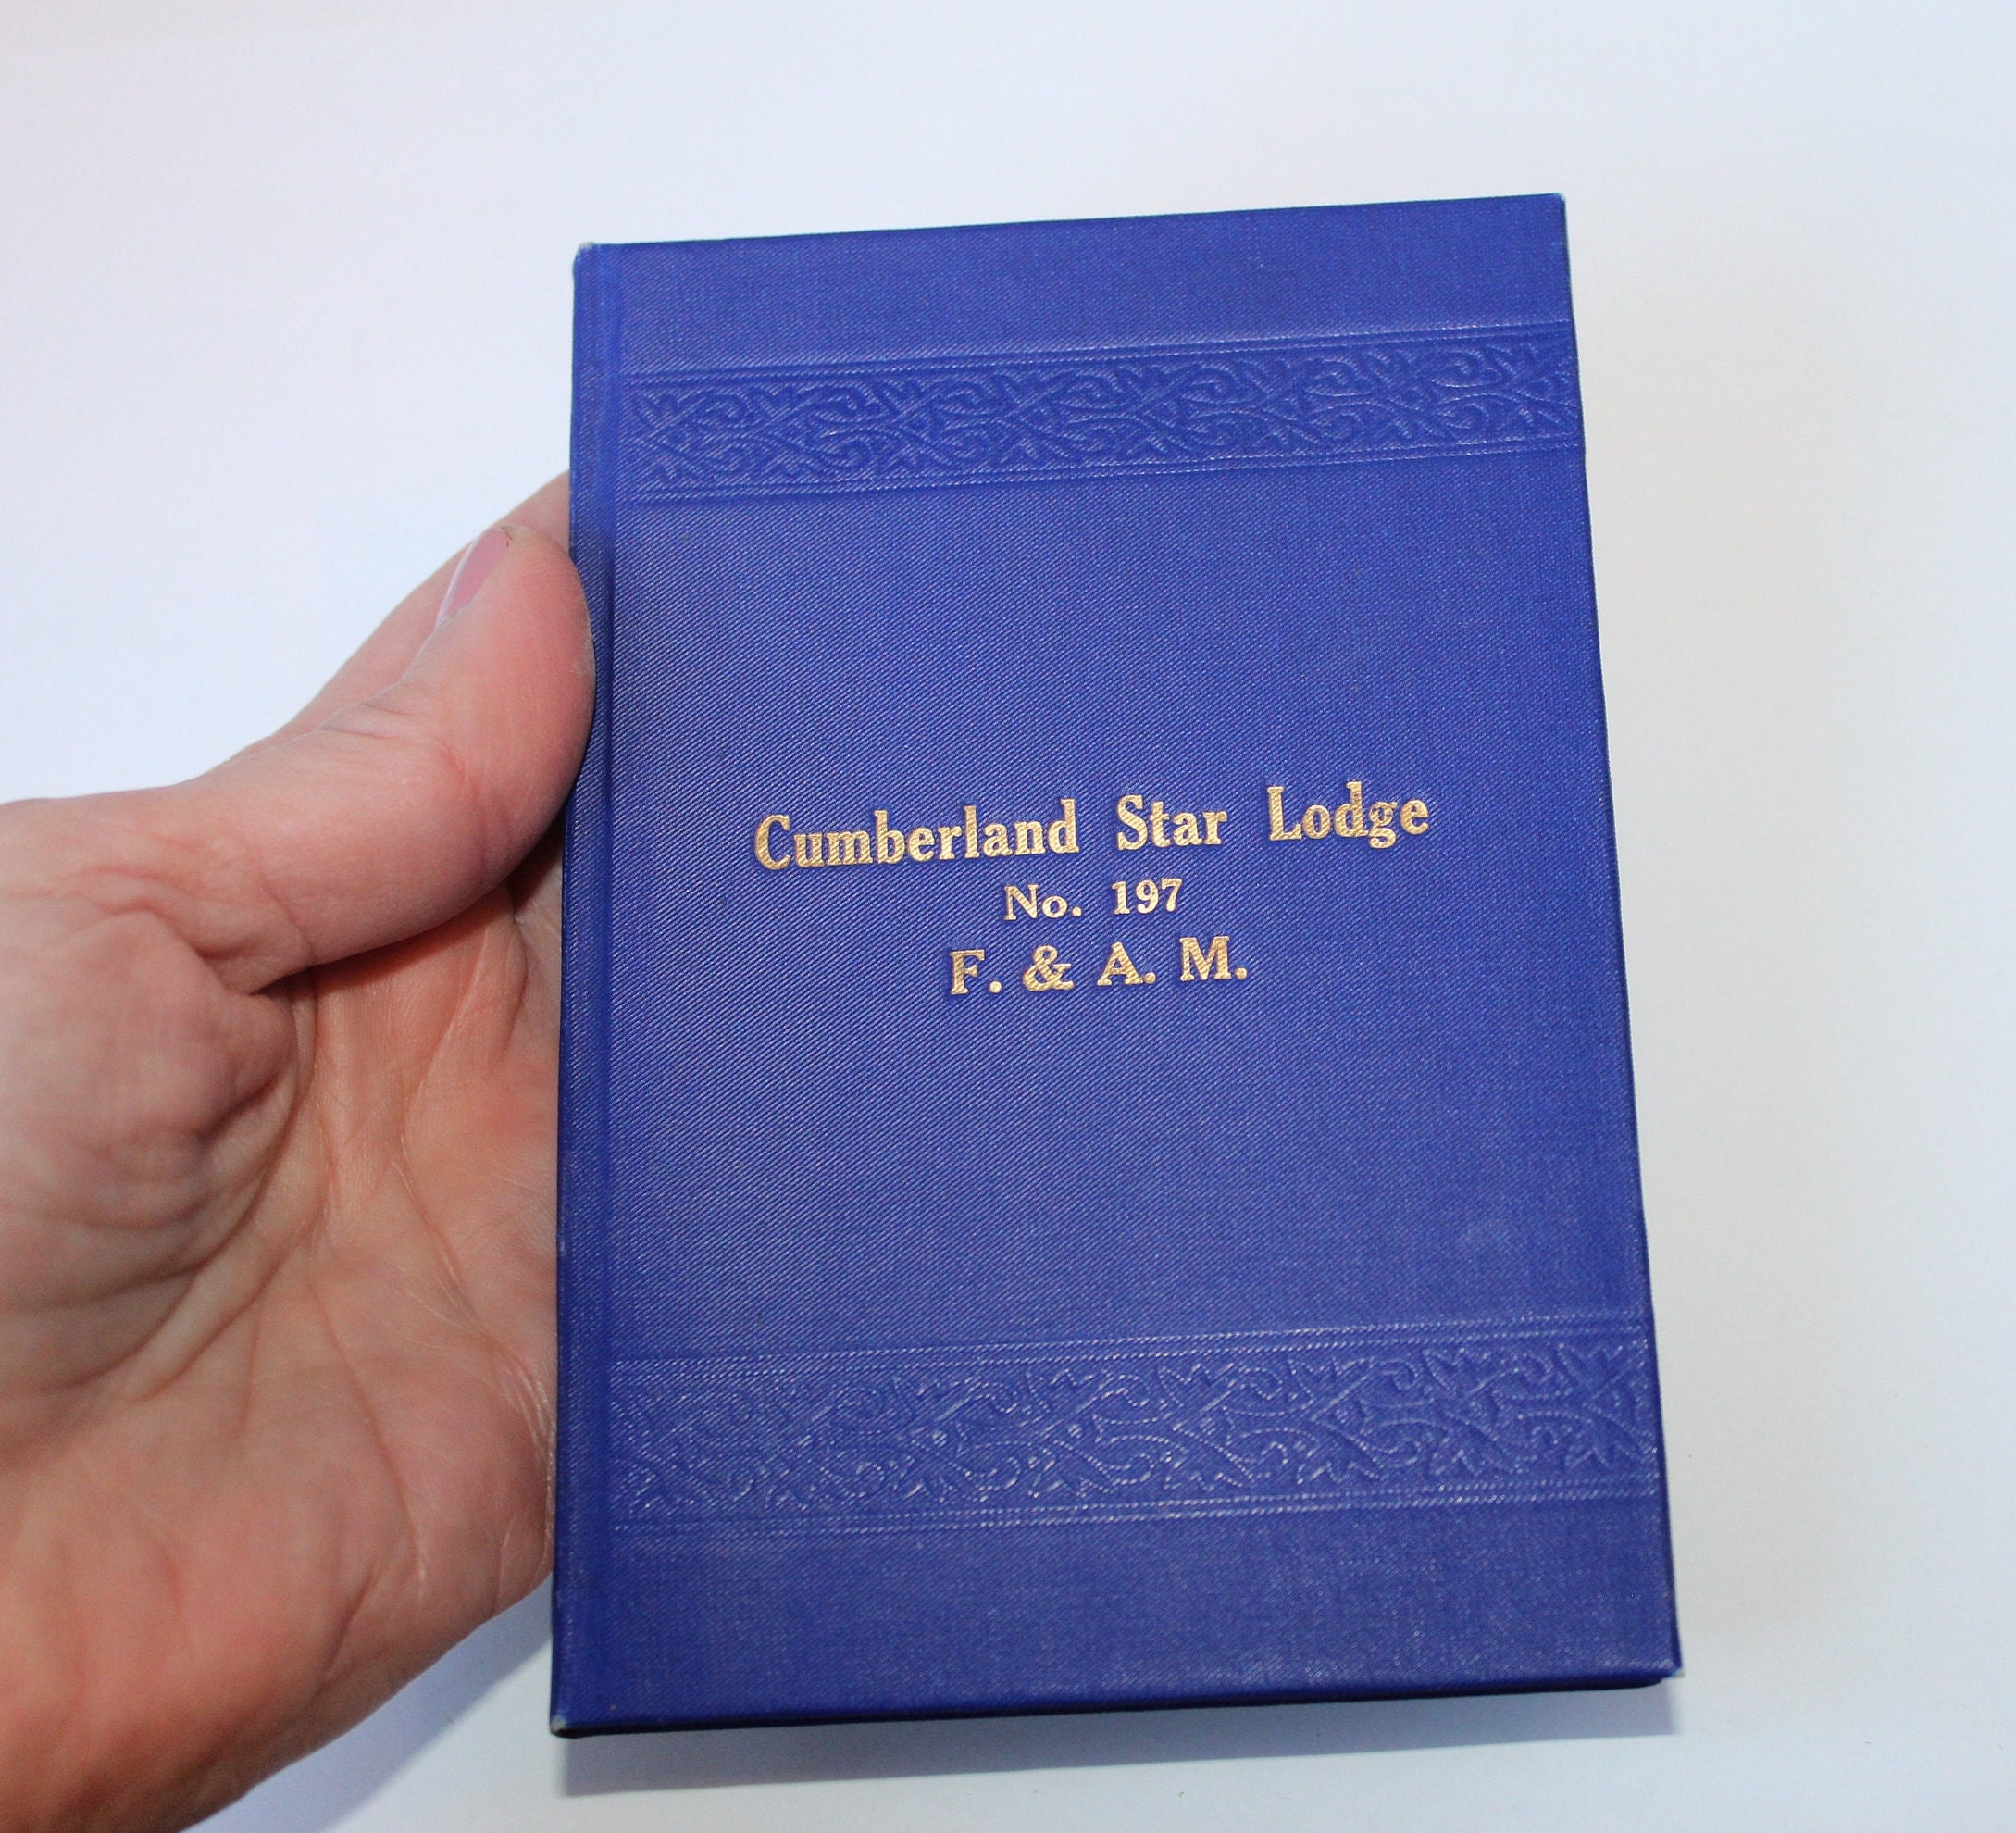 Cumberland Star Lodge
No. 197
F. & A. M.